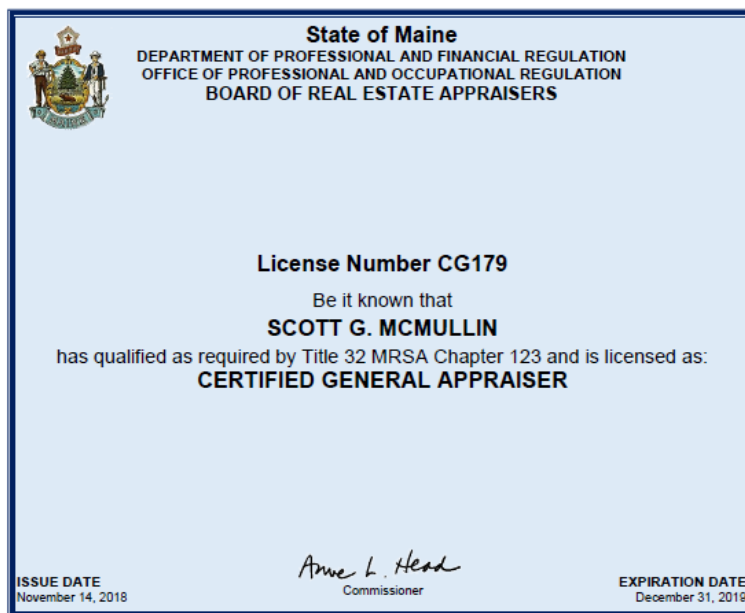 State of Maine
DEPARTMENT OF PROFESSIONAL AND FINANCIAL REGULATION
OFFICE OF PROFESSIONAL AND OCCUPATIONAL REGULATION
BOARD OF REAL ESTATE APPRAISERS
License Number CG179
Be it known that
SCOTT G. MCMULLIN
has qualified as required by Title 32 MRSA Chapter 123 and is licensed as:
CERTIFIED GENERAL APPRAISER
Anne L. Head
Commissioner
ISSUE DATE
November 14, 2018
EXPIRATION DATE
December 31, 2019